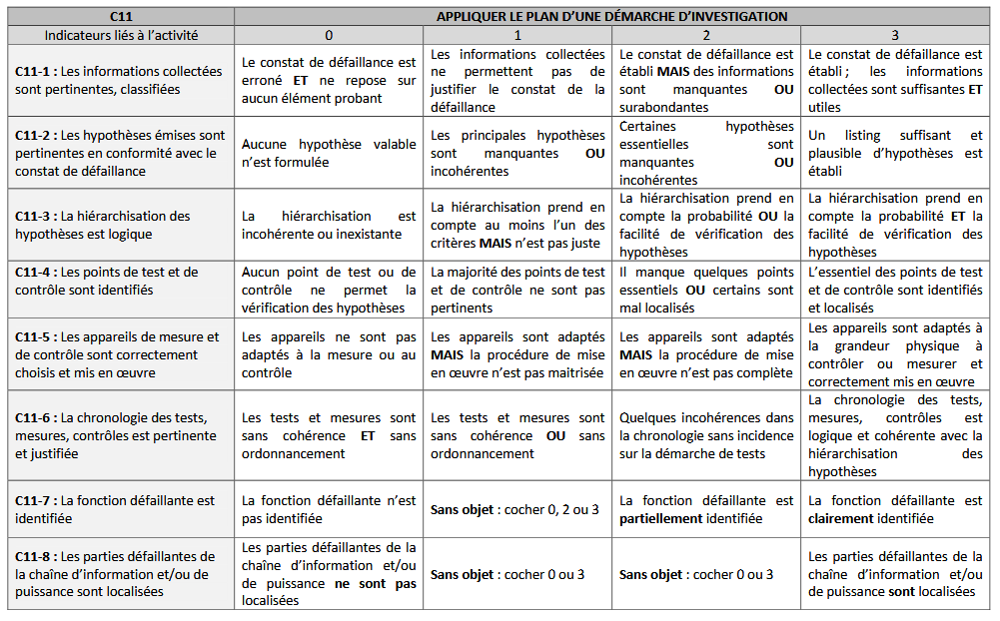 C11
APPLIQUER LE PLAN D’UNE DÉMARCHE D’INVESTIGATION
Indicateurs liés à l’activité
0
1
2
3
C11-1 : Les informations collectées
sont pertinentes, classifiées
Le constat de défaillance est
erroné ET ne repose sur
aucun élément probant
Les informations collectées
ne permettent pas de
justifier le constat de la
défaillance
Le constat de défaillance est
établi MAIS des informations
sont manquantes OU
surabondantes
Le constat de défaillance est
établi ; les informations
collectées sont suffisantes ET
utiles
C11-2 : Les hypothèses émises sont
pertinentes en conformité avec le
constat de défaillance
Aucune hypothèse valable
n’est formulée
Les principales hypothèses
sont manquantes OU
incohérentes
Certaines hypothèses
essentielles sont
manquantes OU
incohérentes
Un listing suffisant et
plausible d’hypothèses est
établi
C11-3 : La hiérarchisation des
hypothèses est logique
La hiérarchisation est
incohérente ou inexistante
La hiérarchisation prend en
compte au moins l’un des
critères MAIS n’est pas juste
La hiérarchisation prend en
compte la probabilité OU la
facilité de vérification des
hypothèses
La hiérarchisation prend en
compte la probabilité ET la
facilité de vérification des
hypothèses
C11-4 : Les points de test et de
contrôle sont identifiés
Aucun point de test ou de
contrôle ne permet la
vérification des hypothèses
La majorité des points de test
et de contrôle ne sont pas
pertinents
Il manque quelques points
essentiels OU certains sont
mal localisés
L’essentiel des points de test
et de contrôle sont identifiés
et localisés
C11-5 : Les appareils de mesure et
de contrôle sont correctement
choisis et mis en œuvre
Les appareils ne sont pas
adaptés à la mesure ou au
contrôle
Les appareils sont adaptés
MAIS la procédure de mise
en œuvre n’est pas maitrisée
Les appareils sont adaptés
MAIS la procédure de mise
en œuvre n’est pas complète
Les appareils sont adaptés à
la grandeur physique à
contrôler ou mesurer et
correctement mis en œuvre
C11-6 : La chronologie des tests,
mesures, contrôles est pertinente
et justifiée
Les tests et mesures sont
sans cohérence ET sans
ordonnancement
Les tests et mesures sont
sans cohérence OU sans
ordonnancement
Quelques incohérences dans
la chronologie sans incidence
sur la démarche de tests
La chronologie des tests,
mesures, contrôles est
logique et cohérente avec la
hiérarchisation des
hypothèses
C11-7 : La fonction défaillante est
identifiée
La fonction défaillante n’est
pas identifiée
Sans objet : cocher 0, 2 ou 3
La fonction défaillante est
partiellement identifiée
La fonction défaillante est
clairement identifiée
C11-8 : Les parties défaillantes de
la chaîne d’information et/ou de
puissance sont localisées
Les parties défaillantes de la
chaîne d’information et/ou
de puissance ne sont pas
localisées
Sans objet : cocher 0 ou 3
Sans objet : cocher 0 ou 3
Les parties défaillantes de la
chaîne d’information et/ou
de puissance sont localisées